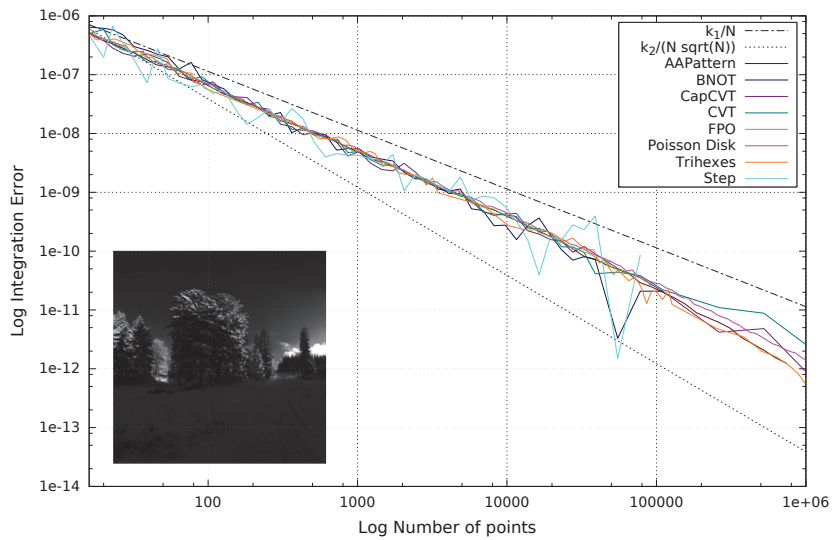 1e-06
1e-07
1e-08
1e-09
1e-10
1e-11
1e-12
1e-13
1e-14
Log Integration Error
100
1000
10000
100000
1e+06
Log Number of points
k1/N
k2/(N sqrt(N))
AAPattern
BNOT
CapCVT
CVT
FPO
Poisson Disk
Trihexes
Step